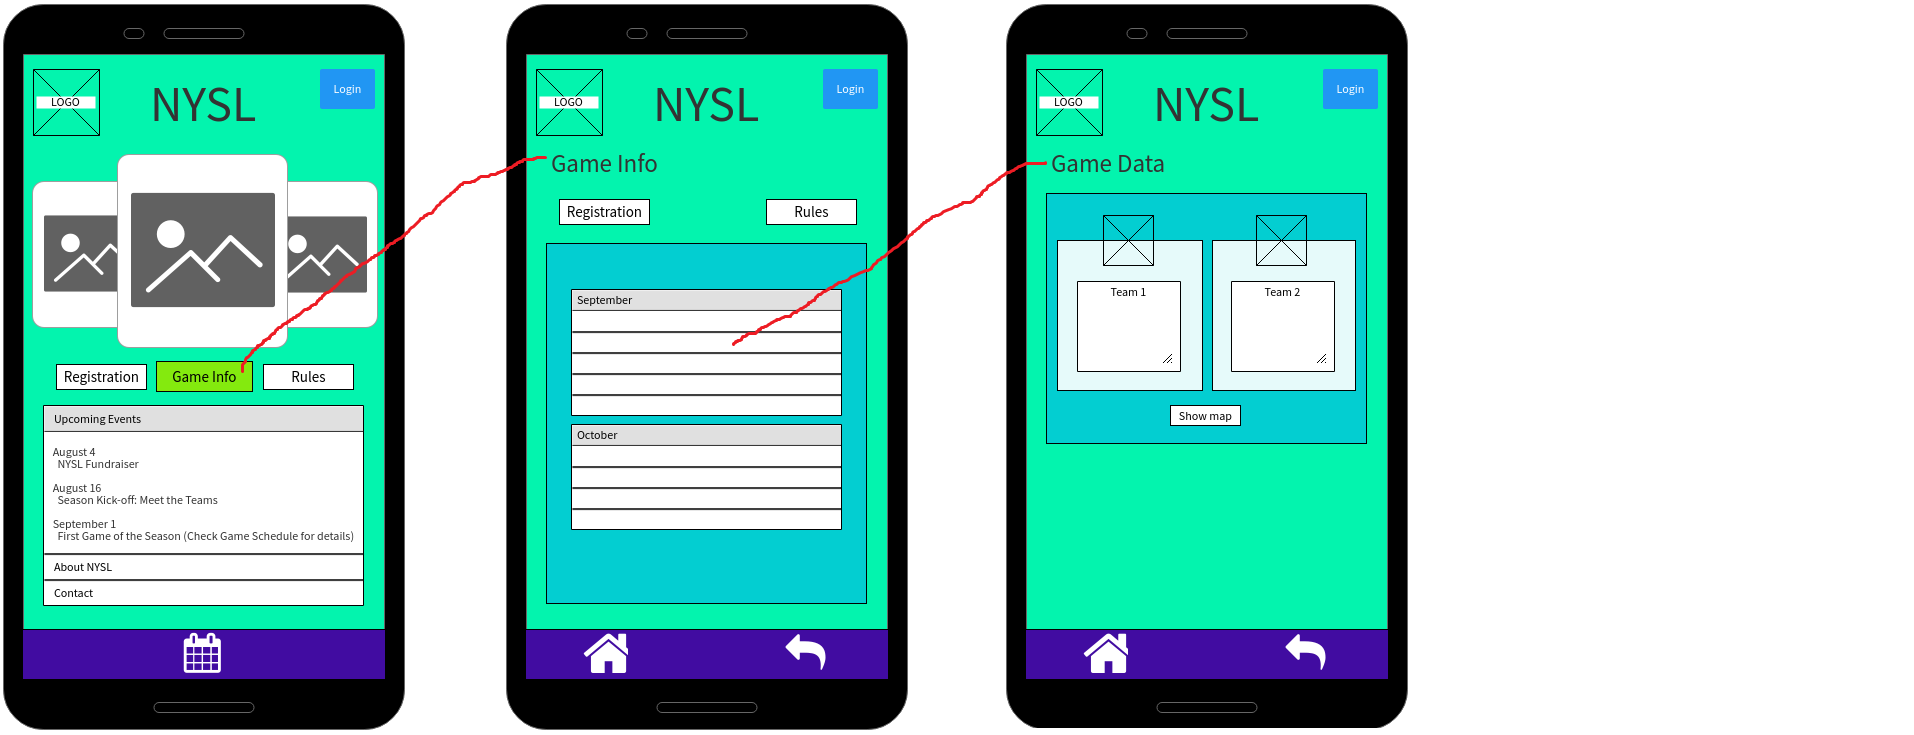 LOGO
NYSL
Login
Registration
Game Info
Rules
Upcoming Events
August 4
NYSL Fundraiser
August 16
Season Kick-off: Meet the Teams
September 1
First Game of the Season (Check Game Schedule for details)
About NYSL
Contact
LOGO
NYSL
Login
Game Info
Registration
Rules
September
October
LOGO
NYSL
Login
Game Data
Team 1
Team 2
Show map